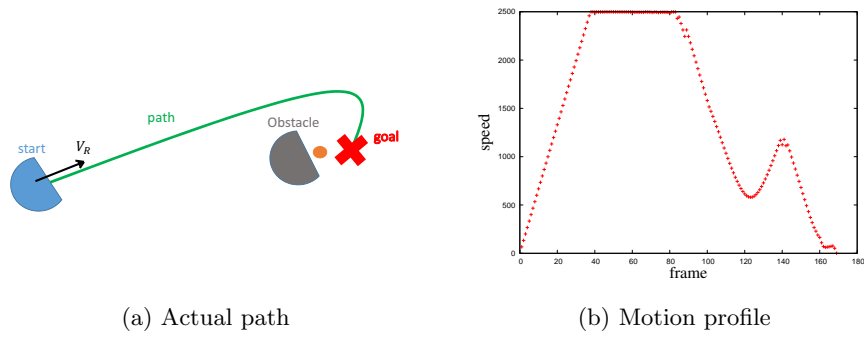 path
Obstacle
goal
start
V_R
(a) Actual path
2500
2000
1500
1000
500
0
speed
0 20 40 60 80 100 120 140 160 180
frame
(b) Motion profile